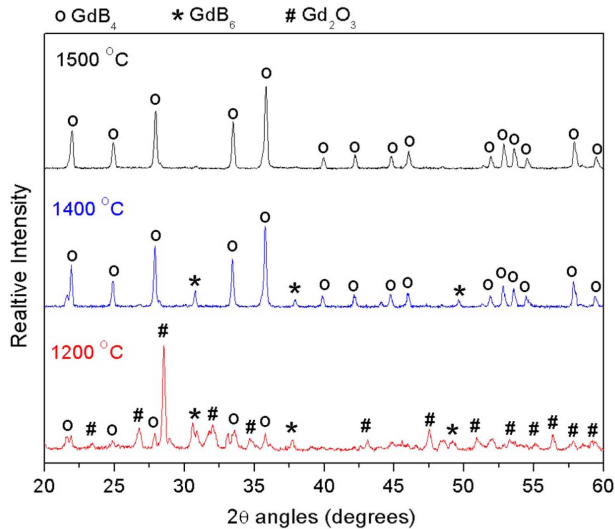 o GdB₄ * GdB₆ # Gd₂O₃
1500 °C
o o o o o o o o o o o o o o
1400 °C
o o o * o o * o o o o * o o o o o o
#
1200 °C
o # o # o * # o # o * # # * # # # # # #
20 25 30 35 40 45 50 55 60
2θ angles (degrees)
Realtive Intensity